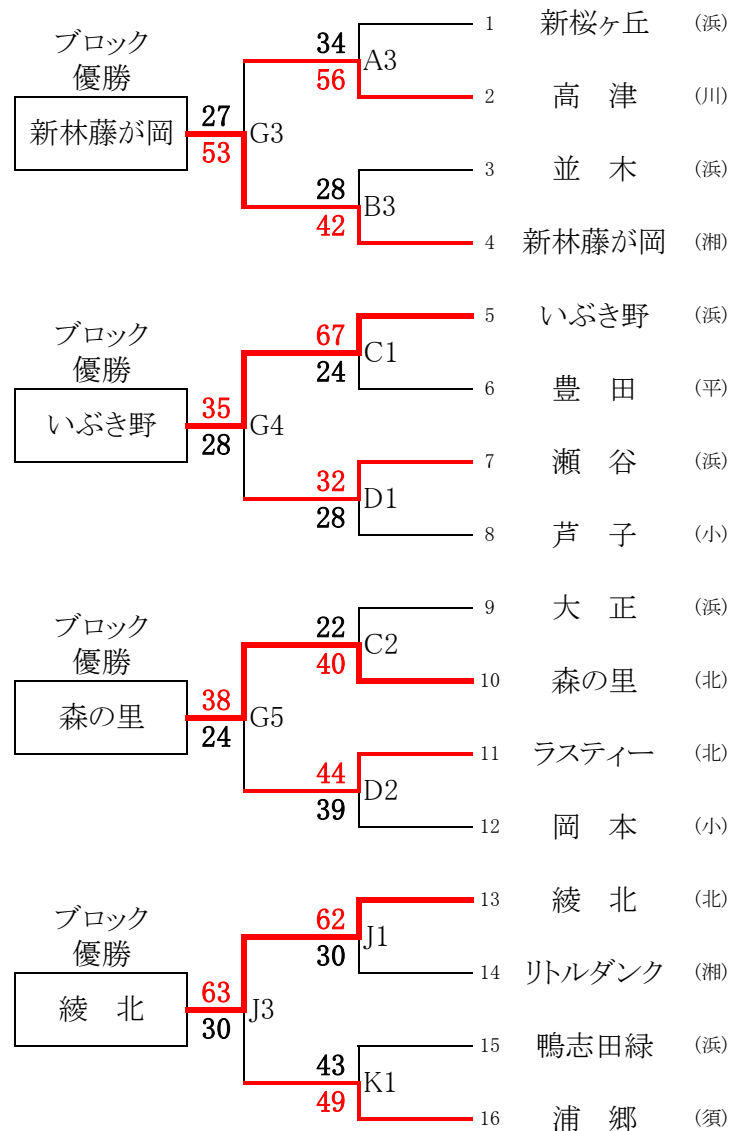 34
A3
56
1 新桜ヶ丘 (浜)
2 高 津 (川)
ブロック
優勝
新林藤が岡
27
53
G3
28
B3
42
3 並 木 (浜)
4 新林藤が岡 (湘)
67
C1
24
5 いぶき野 (浜)
6 豊 田 (平)
ブロック
優勝
いぶき野
35
28
G4
32
D1
28
7 瀬 谷 (浜)
8 芦 子 (小)
22
C2
40
9 大 正 (浜)
10 森の里 (北)
ブロック
優勝
森の里
38
24
G5
44
D2
39
11 ラスティー (北)
12 岡 本 (小)
62
J1
30
13 綾 北 (北)
14 リトルダンク (湘)
ブロック
優勝
綾 北
63
30
J3
43
K1
49
15 鴨志田緑 (浜)
16 浦 郷 (須)